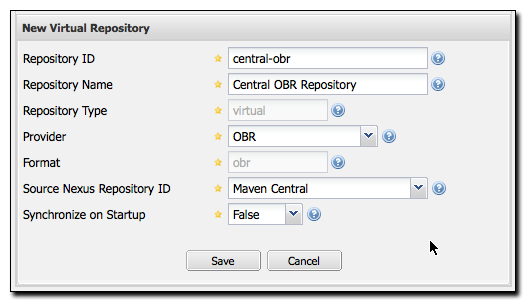 New Virtual Repository
Repository ID central-obr
Repository Name Central OBR Repository
Repository Type virtual
Provider OBR
Format obr
Source Nexus Repository ID Maven Central
Synchronize on Startup False
Save Cancel